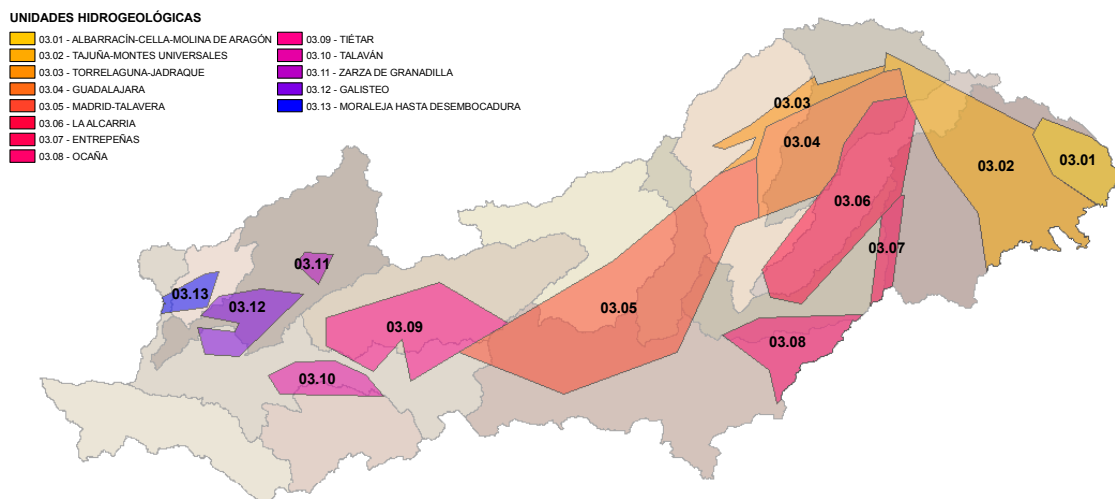 UNIDADES HIDROGEOLÓGICAS
03.01 - ALBARRACÍN-CELLA-MOLINA DE ARAGÓN
03.02 - TAJUÑA-MONTES UNIVERSALES
03.03 - TORRELAGUNA-JADRAQUE
03.04 - GUADALAJARA
03.05 - MADRID-TALAVERA
03.06 - LA ALCARRIA
03.07 - ENTREPEÑAS
03.08 - OCAÑA
03.09 - TIÉTAR
03.10 - TALAVÁN
03.11 - ZARZA DE GRANADILLA
03.12 - GALISTEO
03.13 - MORALEJA HASTA DESEMBOCADURA
03.03
03.04
03.01
03.02
03.06
03.07
03.11
03.13
03.12
03.05
03.09
03.08
03.10